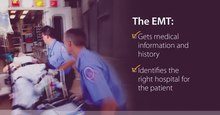 The EMT:
Gets medical
information and
history
Identifies the
right hospital for
the patient